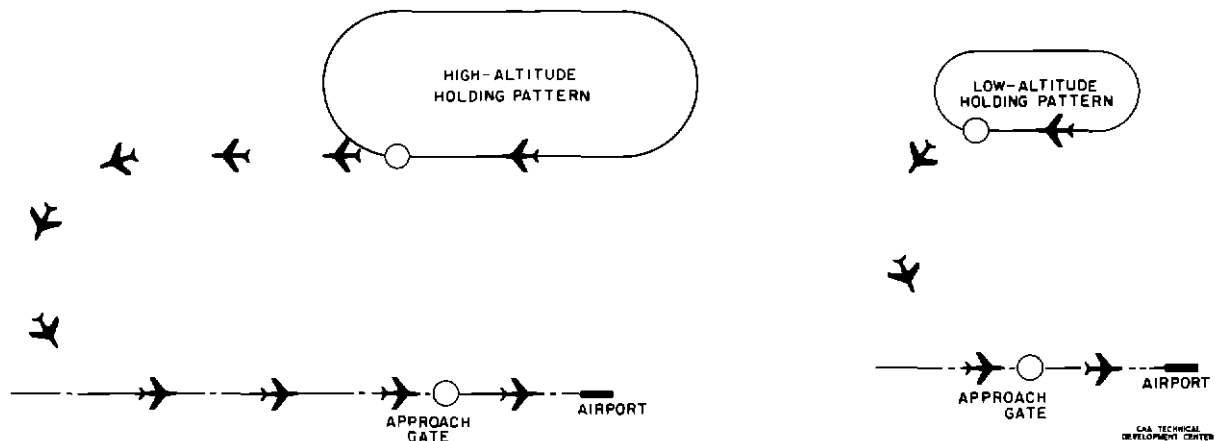 HIGH-ALTITUDE
HOLDING PATTERN
LOW-ALTITUDE
HOLDING PATTERN
APPROACH
GATE
AIRPORT
APPROACH
GATE
AIRPORT
CAA TECHNICAL
DEVELOPMENT CENTER